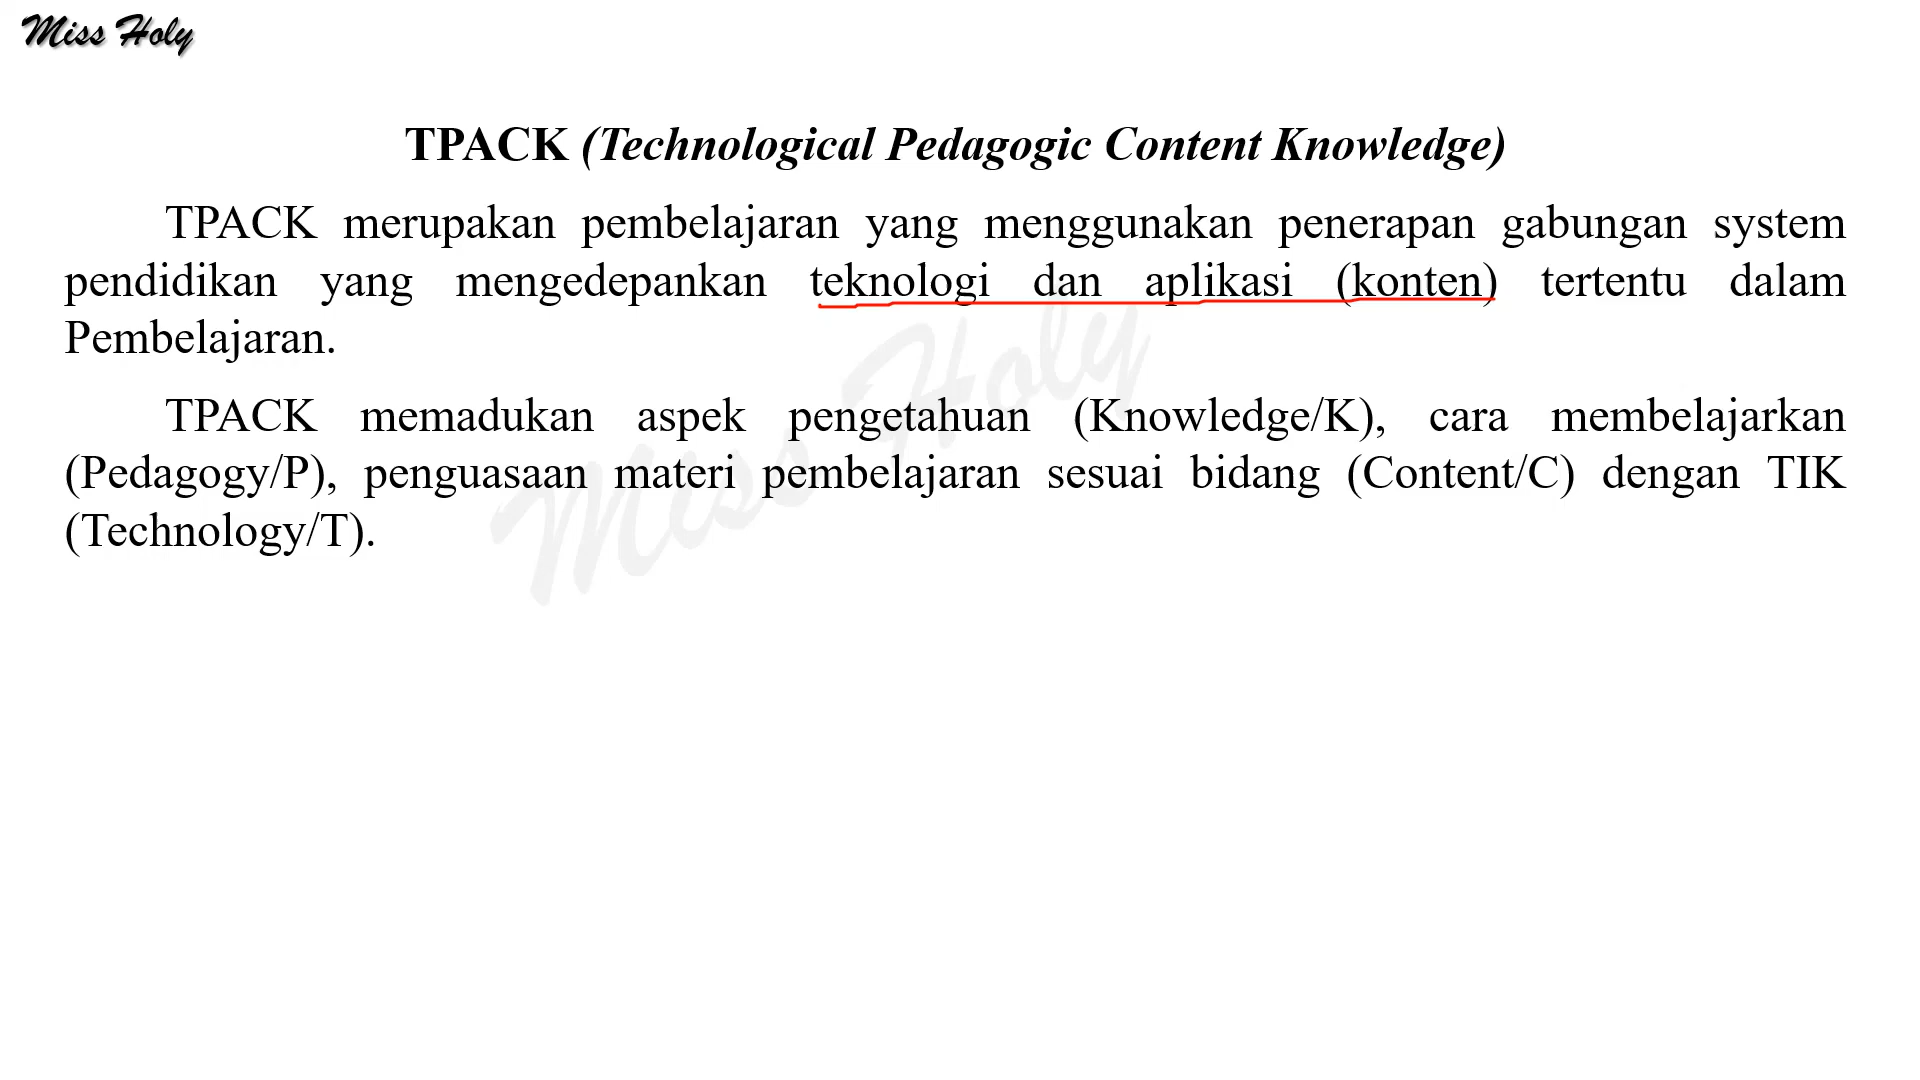 Miss Holy
TPACK (Technological Pedagogic Content Knowledge)
TPACK merupakan pembelajaran yang menggunakan penerapan gabungan system
pendidikan yang mengedepankan teknologi dan aplikasi (konten) tertentu dalam
Pembelajaran.
TPACK memadukan aspek pengetahuan (Knowledge/K), cara membelajarkan
(Pedagogy/P), penguasaan materi pembelajaran sesuai bidang (Content/C) dengan TIK
(Technology/T).
Miss Holy